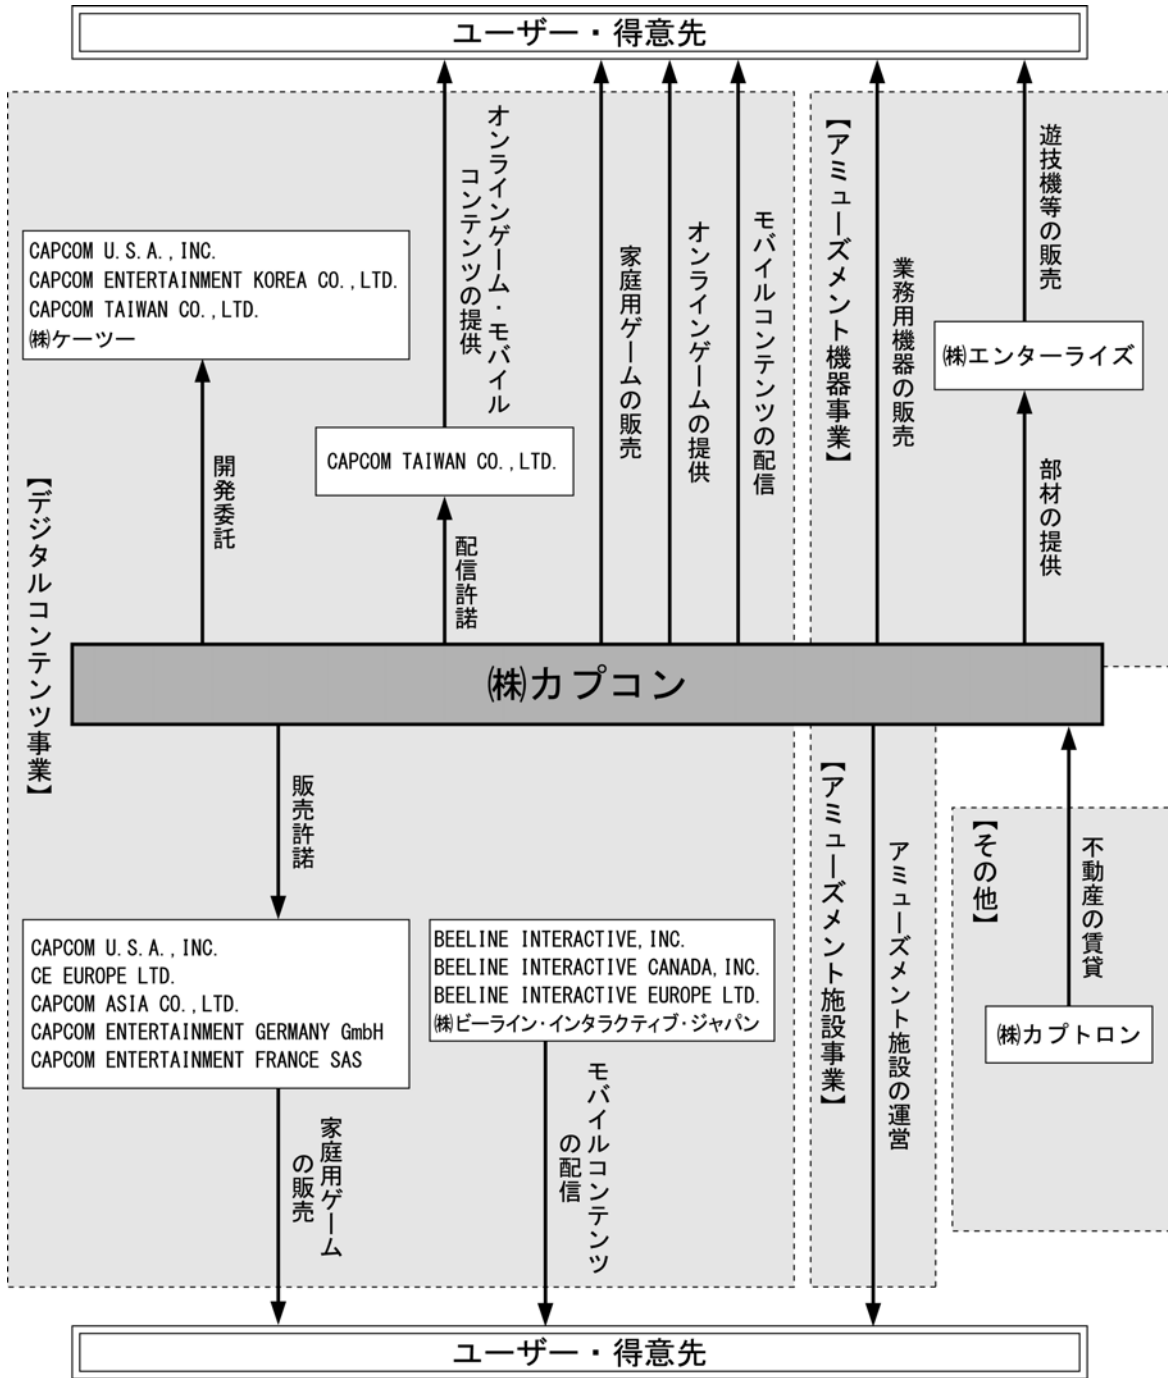 ユーザー・得意先
【デジタルコンテンツ事業】
CAPCOM U.S.A.,INC.
CAPCOM ENTERTAINMENT KOREA CO.,LTD.
CAPCOM TAIWAN CO.,LTD.
㈱ケーツー
開発委託
オンラインゲーム・モバイル
コンテンツの提供
CAPCOM TAIWAN CO.,LTD.
配信許諾
家庭用ゲームの販売
オンラインゲームの提供
モバイルコンテンツの配信
【アミューズメント機器事業】
業務用機器の販売
遊技機等の販売
㈱エンターライズ
部材の提供
㈱カプコン
販売許諾
CAPCOM U.S.A.,INC.
CE EUROPE LTD.
CAPCOM ASIA CO.,LTD.
CAPCOM ENTERTAINMENT GERMANY GmbH
CAPCOM ENTERTAINMENT FRANCE SAS
家庭用ゲーム
の販売
BEELINE INTERACTIVE,INC.
BEELINE INTERACTIVE CANADA,INC.
BEELINE INTERACTIVE EUROPE LTD.
㈱ビーライン・インタラクティブ・ジャパン
モバイルコンテンツ
の配信
【アミューズメント施設事業】
アミューズメント施設の運営
【その他】
不動産の賃貸
㈱カプトロン
ユーザー・得意先